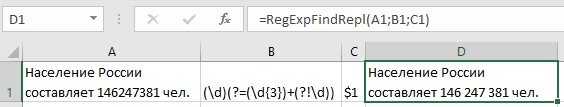 D1
fx
=RegExpFindRepl(A1;B1;C1)
A B C D
1
Население России
составляет 146247381 чел.
(\d)(?=(\d{3})+(?!\d))
$1
Население России
составляет 146 247 381 чел.